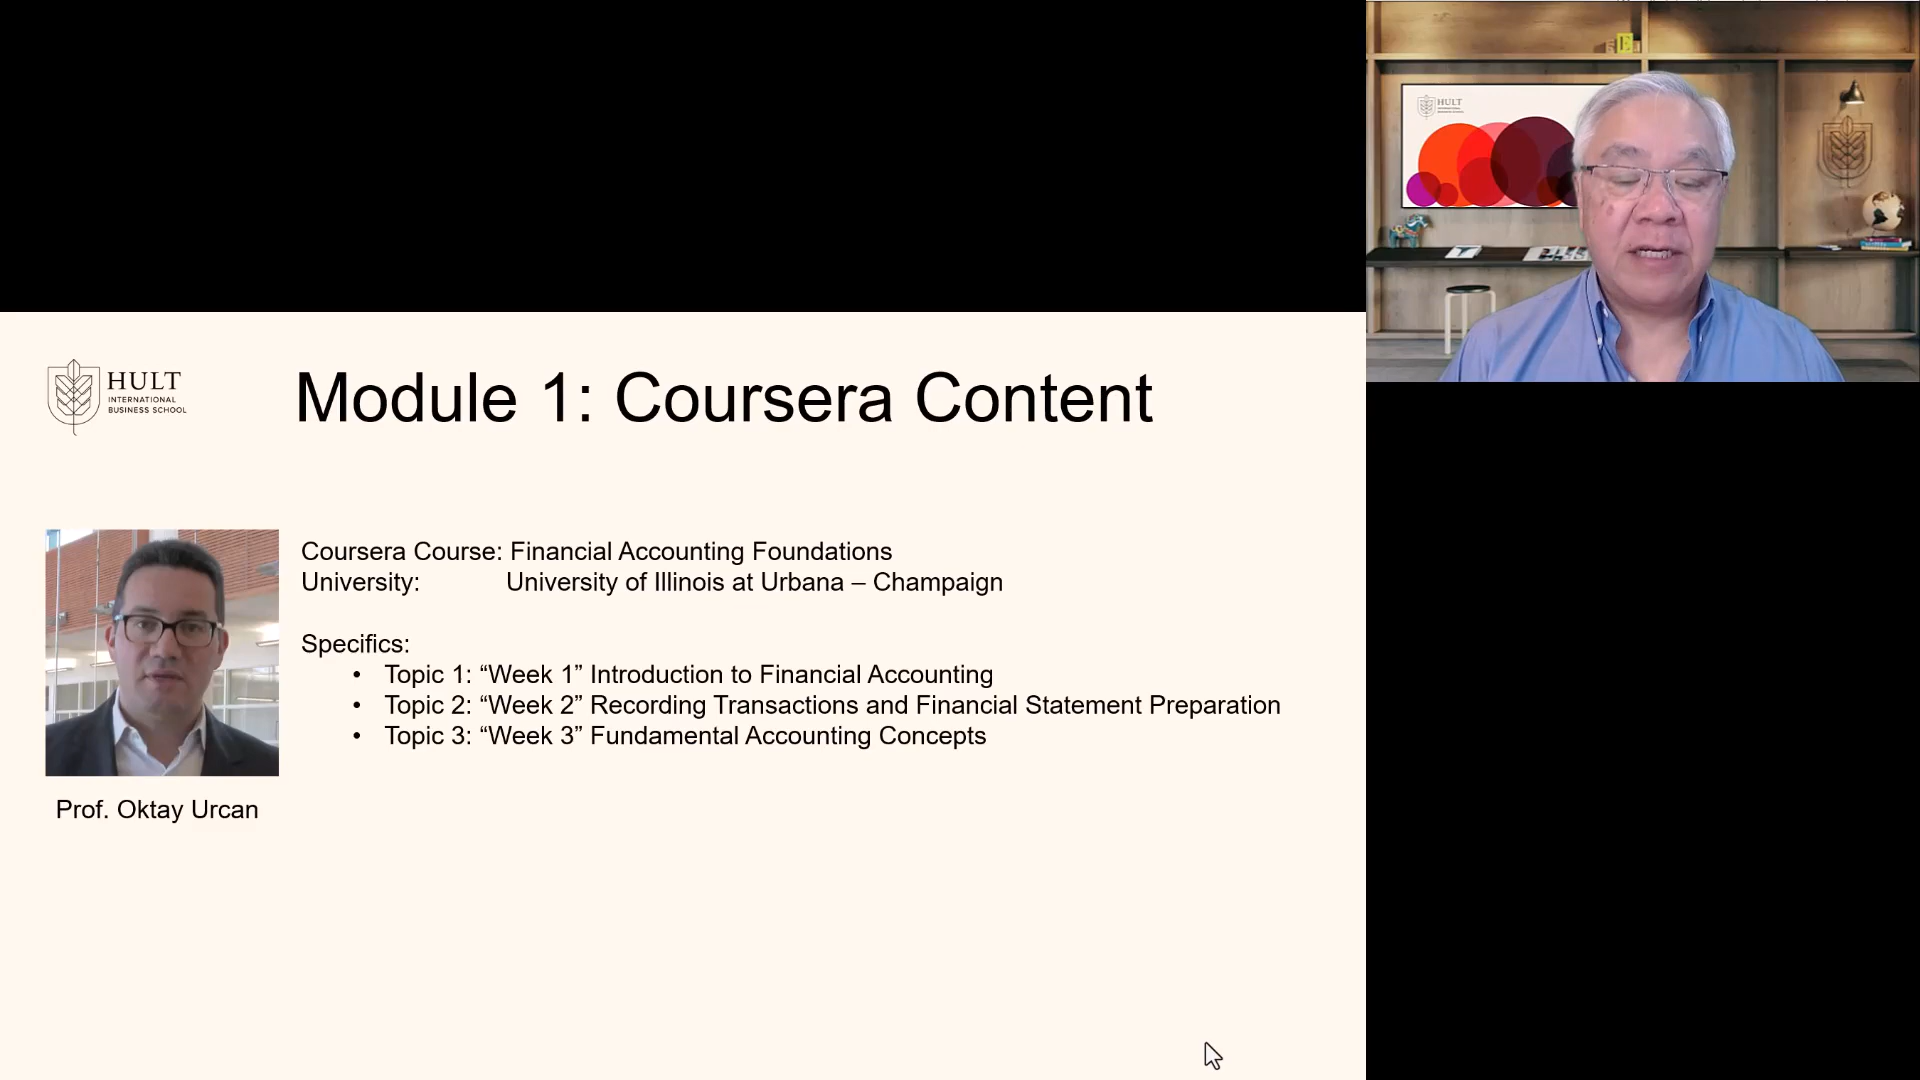 HULT
INTERNATIONAL
BUSINESS SCHOOL
Module 1: Coursera Content
Coursera Course: Financial Accounting Foundations
University: University of Illinois at Urbana – Champaign
Specifics:
• Topic 1: “Week 1” Introduction to Financial Accounting
• Topic 2: “Week 2” Recording Transactions and Financial Statement Preparation
• Topic 3: “Week 3” Fundamental Accounting Concepts
Prof. Oktay Urcan
E
HULT